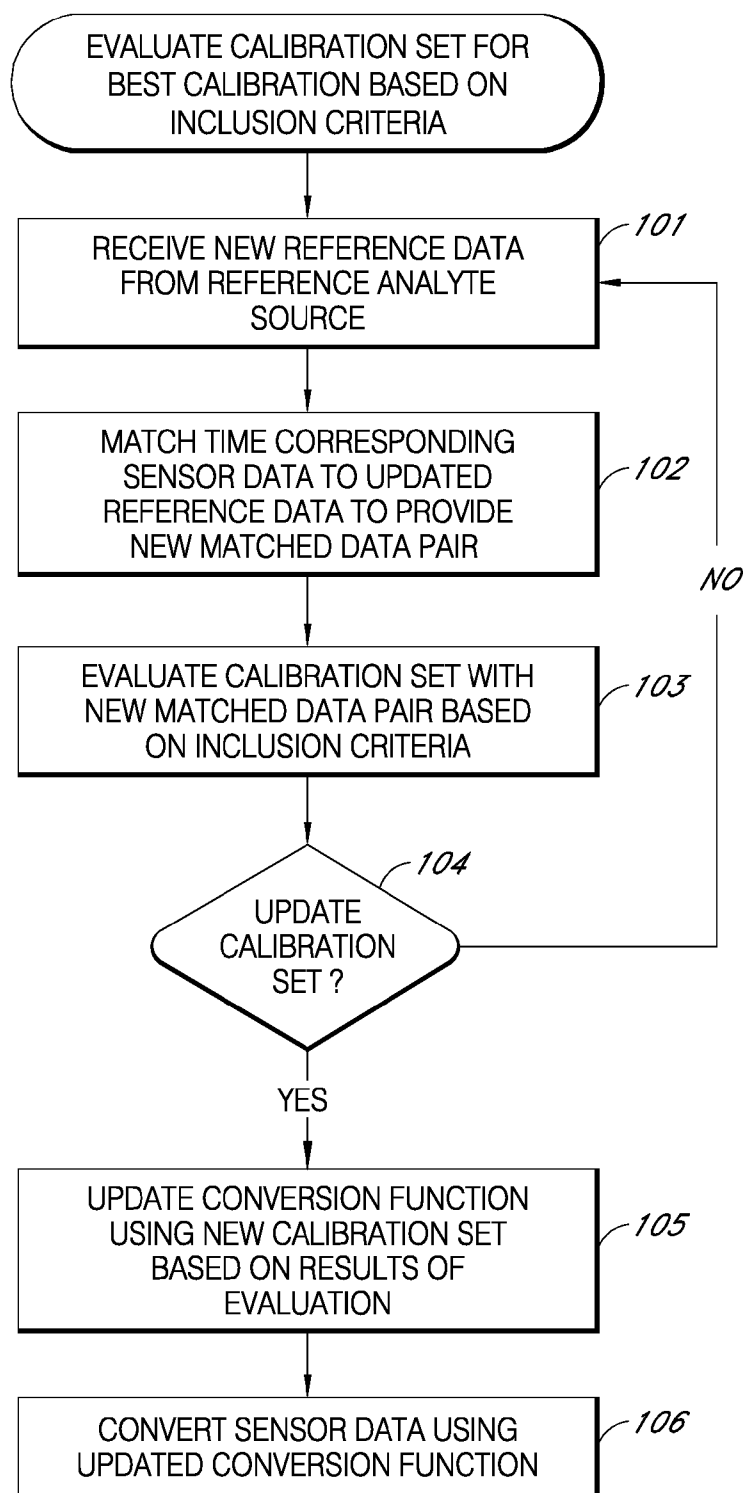 EVALUATE CALIBRATION SET FOR
BEST CALIBRATION BASED ON
INCLUSION CRITERIA
101
RECEIVE NEW REFERENCE DATA
FROM REFERENCE ANALYTE
SOURCE
102
MATCH TIME CORRESPONDING
SENSOR DATA TO UPDATED
REFERENCE DATA TO PROVIDE
NEW MATCHED DATA PAIR
NO
103
EVALUATE CALIBRATION SET WITH
NEW MATCHED DATA PAIR BASED
ON INCLUSION CRITERIA
104
UPDATE
CALIBRATION
SET ?
YES
105
UPDATE CONVERSION FUNCTION
USING NEW CALIBRATION SET
BASED ON RESULTS OF
EVALUATION
106
CONVERT SENSOR DATA USING
UPDATED CONVERSION FUNCTION